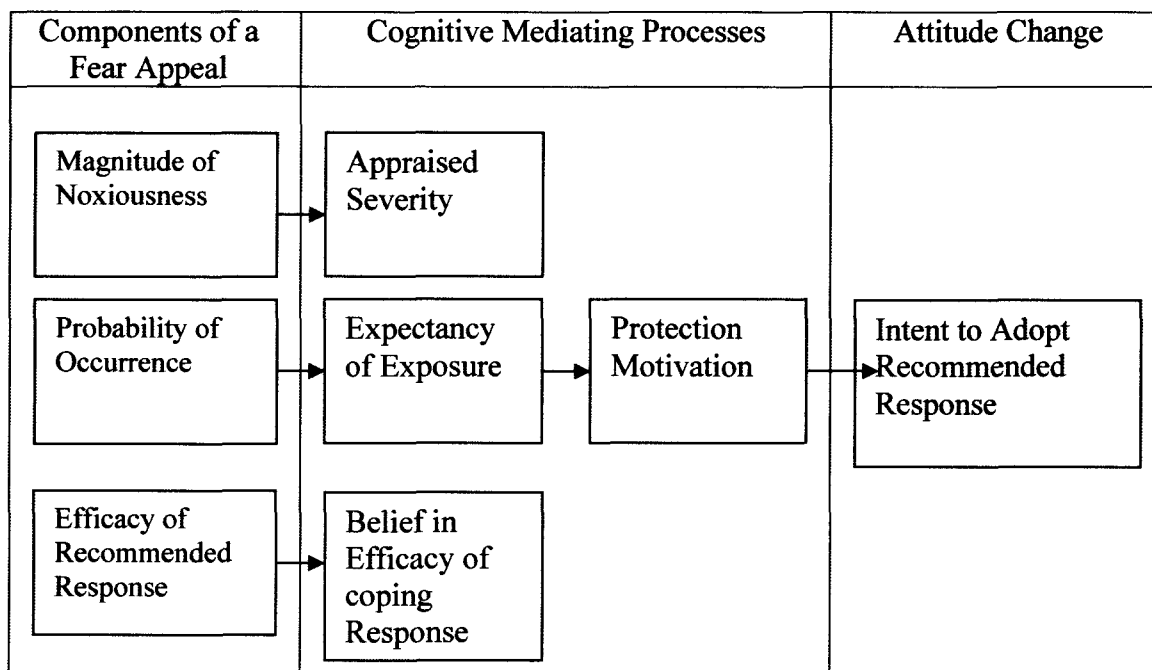 Components of a
Fear Appeal
Cognitive Mediating Processes
Attitude Change
Magnitude of
Noxiousness
Appraised
Severity
Probability of
Occurrence
Expectancy
of Exposure
Protection
Motivation
Intent to Adopt
Recommended
Response
Efficacy of
Recommended
Response
Belief in
Efficacy of
coping
Response